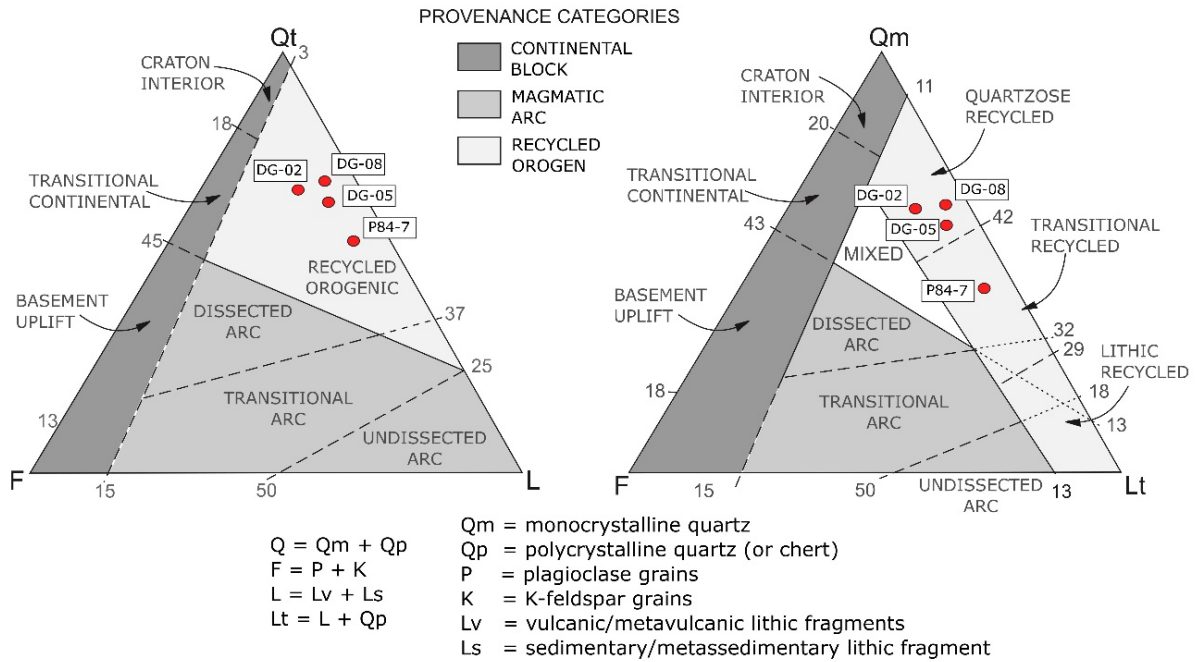 PROVENANCE CATEGORIES
CONTINENTAL
BLOCK
MAGMATIC
ARC
RECYCLED
OROGEN
Qt
3
CRATON
INTERIOR
18
DG-02
DG-08
DG-05
TRANSITIONAL
CONTINENTAL
P84-7
45
RECYCLED
OROGENIC
BASEMENT
UPLIFT
DISSECTED
ARC
37
25
TRANSITIONAL
ARC
13
UNDISSECTED
ARC
F
15
50
L
Qm
11
CRATON
INTERIOR
QUARTZOSE
RECYCLED
20
TRANSITIONAL
CONTINENTAL
DG-02
DG-08
DG-05
42
43
MIXED
TRANSITIONAL
RECYCLED
P84-7
BASEMENT
UPLIFT
DISSECTED
ARC
32
29
LITHIC
RECYCLED
18
TRANSITIONAL
ARC
18
13
F
15
50
UNDISSECTED
ARC
13
Lt
Q = Qm + Qp
F = P + K
L = Lv + Ls
Lt = L + Qp
Qm = monocrystalline quartz
Qp = polycrystalline quartz (or chert)
P = plagioclase grains
K = K-feldspar grains
Lv = vulcanic/metavulcanic lithic fragments
Ls = sedimentary/metassedimentary lithic fragment